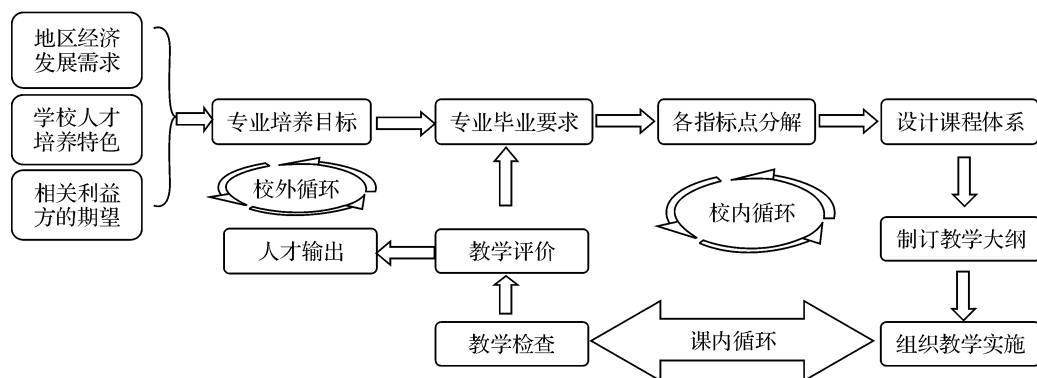 地区经济
发展需求
学校人才
培养特色
相关利益
方的期望
专业培养目标
专业毕业要求
各指标点分解
设计课程体系
校外循环
校内循环
人才输出
教学评价
制订教学大纲
教学检查
课内循环
组织教学实施